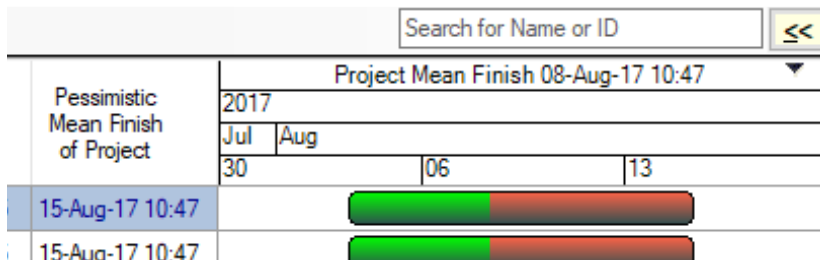 Search for Name or ID
<<
Pessimistic
Mean Finish
of Project
Project Mean Finish 08-Aug-17 10:47
2017
Jul Aug
30 06 13
15-Aug-17 10:47
15-Aug-17 10:47